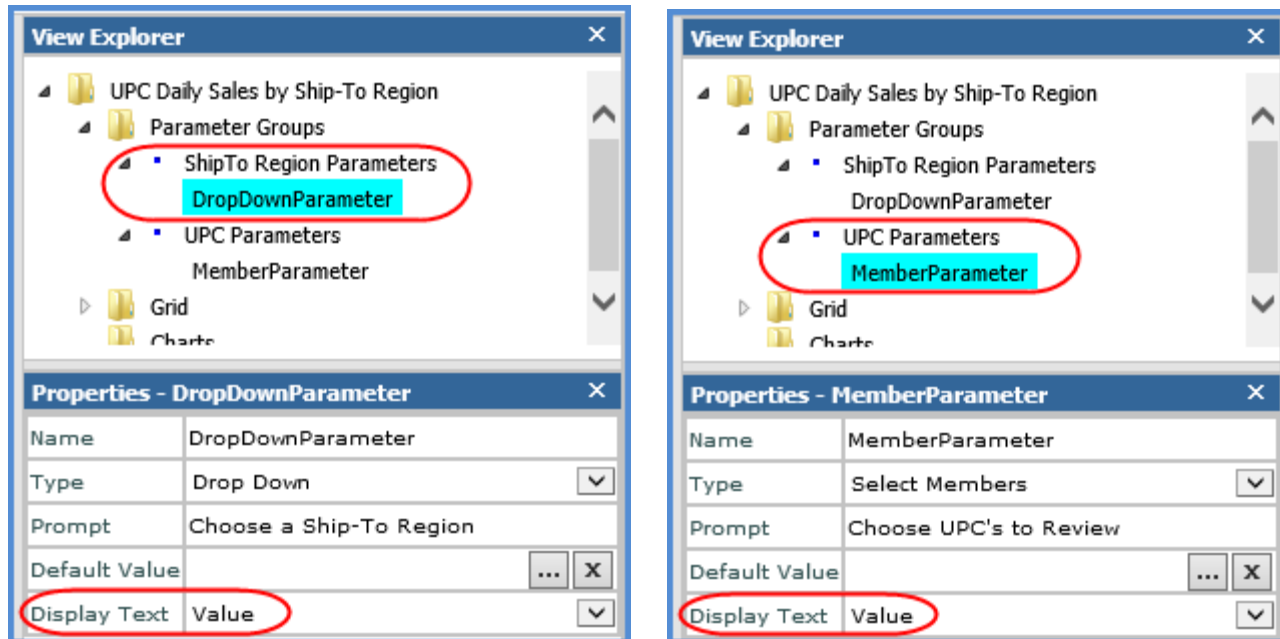 View Explorer ×
UPC Daily Sales by Ship-To Region
Parameter Groups
ShipTo Region Parameters
DropDownParameter
UPC Parameters
MemberParameter
Grid
Charts
Properties - DropDownParameter ×
Name DropDownParameter
Type Drop Down
Prompt Choose a Ship-To Region
Default Value ... x
Display Text Value
View Explorer ×
UPC Daily Sales by Ship-To Region
Parameter Groups
ShipTo Region Parameters
DropDownParameter
UPC Parameters
MemberParameter
Grid
Charts
Properties - MemberParameter ×
Name MemberParameter
Type Select Members
Prompt Choose UPC's to Review
Default Value ... x
Display Text Value